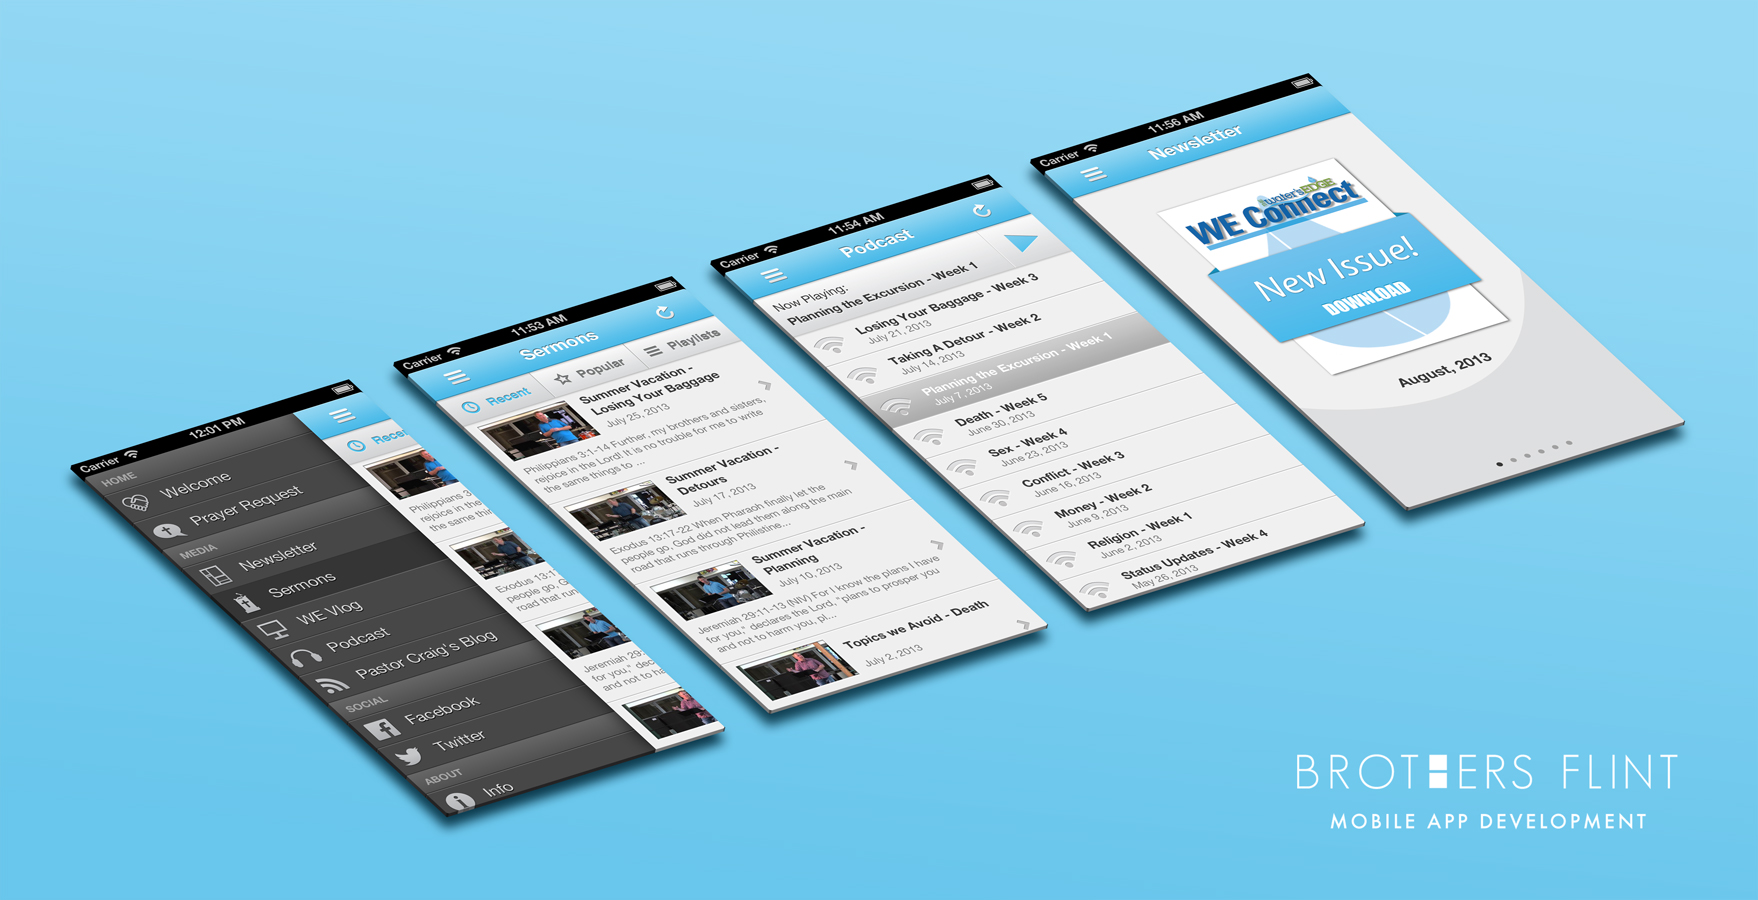 Carrier
12:01 PM
HOME
Welcome
Prayer Request
MEDIA
Newsletter
Sermons
WE Vlog
Podcast
Pastor Craig's Blog
SOCIAL
Facebook
Twitter
ABOUT
Info
Philippians 3
rejoice in the
the same thin
Exodus 13:1
people go, G
road that run
Jeremiah 29:
for you," dec
and not to ha
Carrier
11:53 AM
Sermons
Recent
Popular
Playlists
Summer Vacation -
Losing Your Baggage
July 25, 2013
Philippians 3:1-14 Further, my brothers and sisters,
rejoice in the Lord! It is no trouble for me to write
the same things to ...
Summer Vacation -
Detours
July 17, 2013
Exodus 13:17-22 When Pharaoh finally let the
people go, God did not lead them along the main
road that runs through Philistine...
Summer Vacation -
Planning
July 10, 2013
Jeremiah 29:11-13 (NIV) For I know the plans I have
for you," declares the Lord, "plans to prosper you
and not to harm you, pl...
Topics we Avoid - Death
July 2, 2013
Carrier
11:54 AM
Podcast
Now Playing:
Planning the Excursion - Week 1
Losing Your Baggage - Week 3
July 21, 2013
Taking A Detour - Week 2
July 14, 2013
Planning the Excursion - Week 1
July 7, 2013
Death - Week 5
June 30, 2013
Sex - Week 4
June 23, 2013
Conflict - Week 3
June 16, 2013
Money - Week 2
June 9, 2013
Religion - Week 1
June 2, 2013
Status Updates - Week 4
May 26, 2013
Carrier
11:56 AM
Newsletter
water'sEDGE
WE Connect
New Issue!
DOWNLOAD
August, 2013
BROTHERS FLINT
MOBILE APP DEVELOPMENT